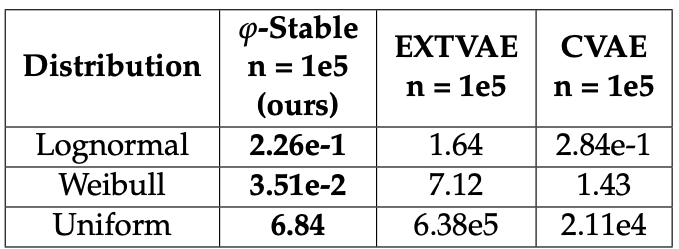 Distribution φ-Stable n = 1e5 (ours) EXTVAE n = 1e5 CVAE n = 1e5
Lognormal 2.26e-1 1.64 2.84e-1
Weibull 3.51e-2 7.12 1.43
Uniform 6.84 6.38e5 2.11e4